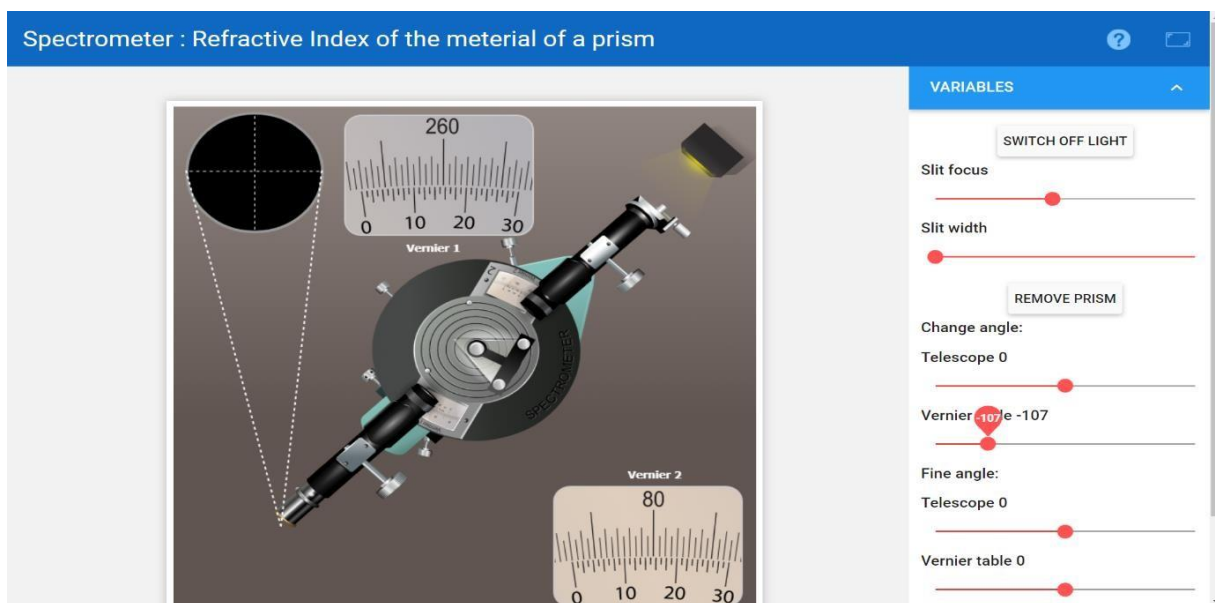 Spectrometer : Refractive Index of the meterial of a prism
?
VARIABLES
SWITCH OFF LIGHT
Slit focus
Slit width
REMOVE PRISM
Change angle:
Telescope 0
Vernier -107 le -107
Fine angle:
Telescope 0
Vernier table 0
260
0 10 20 30
Vernier 1
SPECTROMETER
Vernier 2
80
0 10 20 30